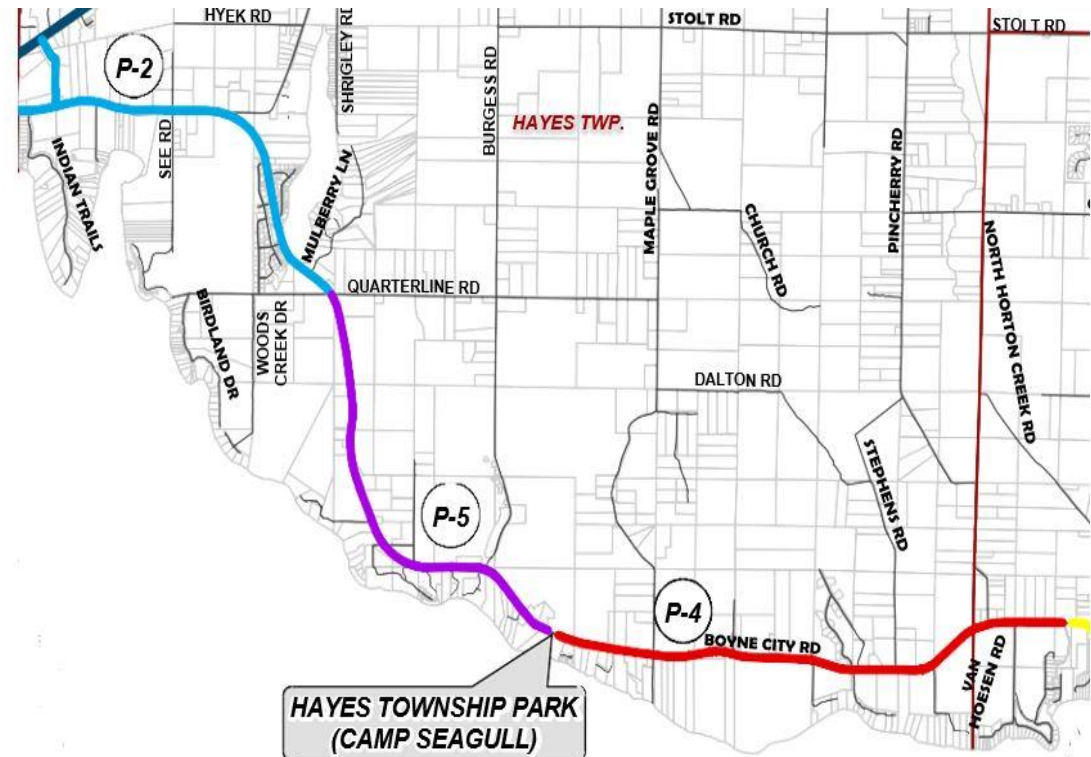 HYEK RD
STOLT RD
STOLT RD
P-2
SHRIGLEY RD
BURGESS RD
HAYES TWP.
SEE RD
INDIAN TRAILS
MULBERRY LN
MAPLE GROVE RD
CHURCH RD
PINCHERRY RD
NORTH HORTON CREEK RD
QUARTERLINE RD
BIRDLAND DR
WOODS
CREEK DR
DALTON RD
STEPHENS RD
P-5
P-4
BOYNE CITY RD
VAN
HOESEN RD
HAYES TOWNSHIP PARK
(CAMP SEAGULL)